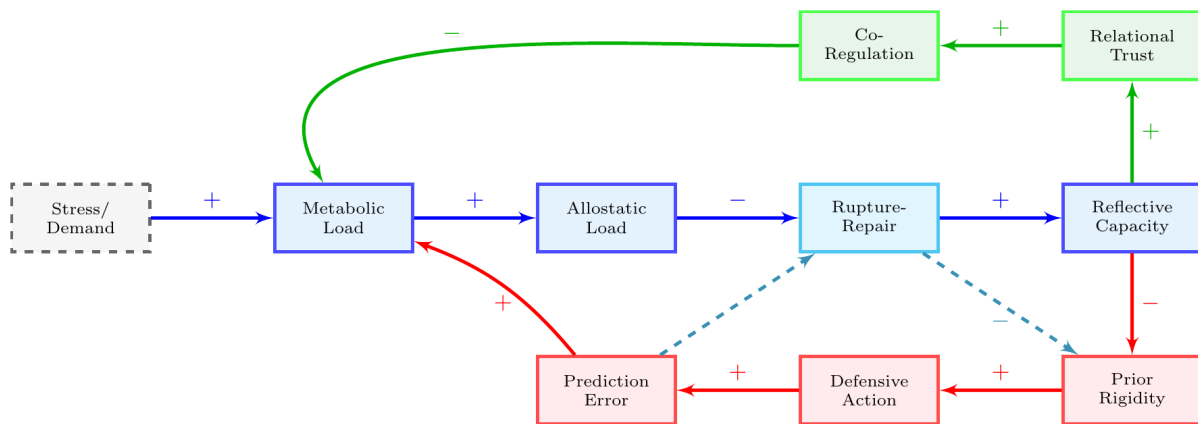 Co-
Regulation
Relational
Trust
+
−
+
Stress/
Demand
+
Metabolic
Load
+
Allostatic
Load
−
Rupture-
Repair
+
Reflective
Capacity
+
−
−
Prediction
Error
+
Defensive
Action
+
Prior
Rigidity